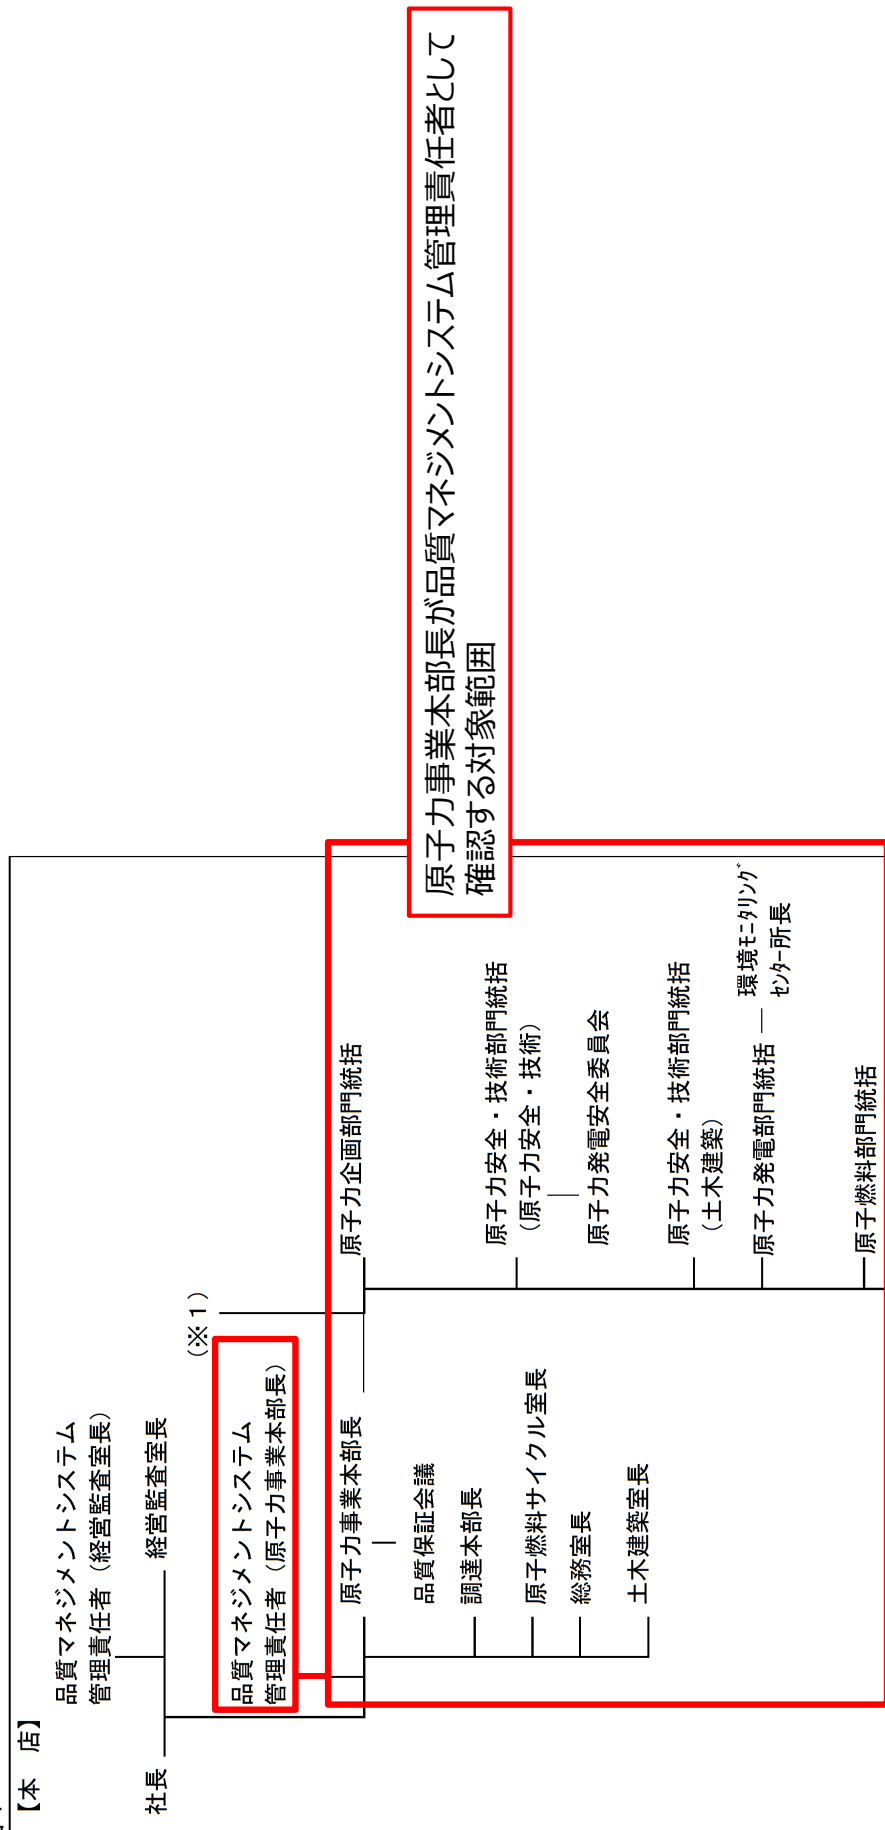 【本　店】
品質マネジメントシステム
管理責任者（経営監査室長）
社長
経営監査室長
（※１）
品質マネジメントシステム
管理責任者（原子力事業本部長）
原子力事業本部長
原子力企画部門統括
品質保証会議
調達本部長
原子燃料サイクル室長
総務室長
土木建築室長
原子力安全・技術部門統括
（原子力安全・技術）
原子力発電安全委員会
原子力安全・技術部門統括
（土木建築）
原子力発電部門統括
環境ﾓﾆﾀﾘﾝｸﾞ
ｾﾝﾀｰ所長
原子燃料部門統括
原子力事業本部長が品質マネジメントシステム管理責任者として
確認する対象範囲